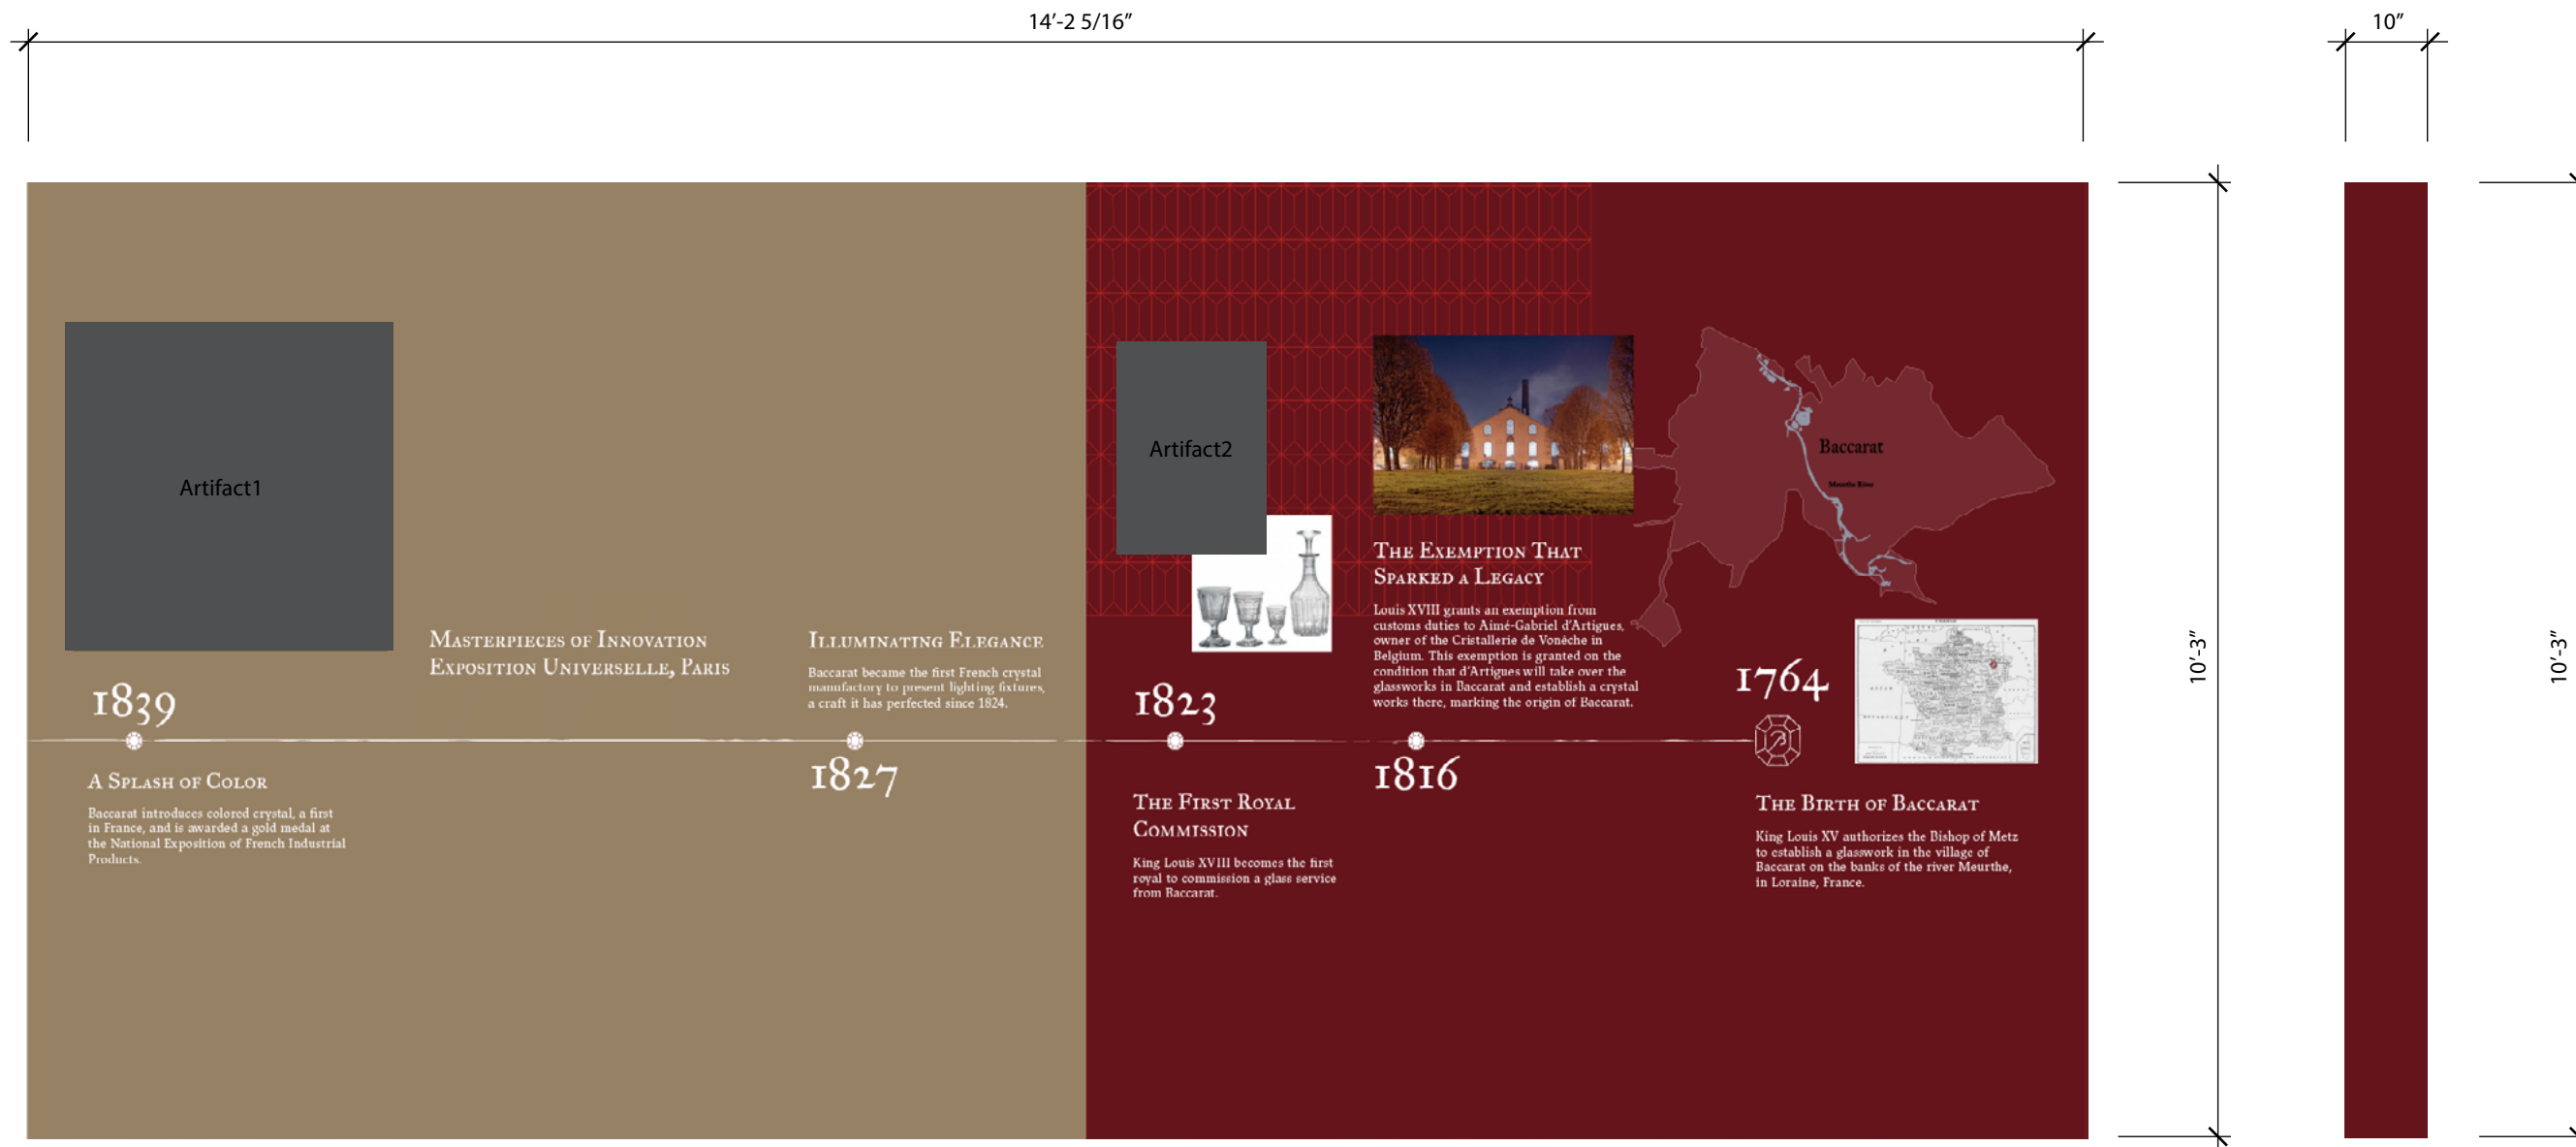 14’-2 5/16”
10”
Artifact1
Masterpieces of Innovation
Exposition Universelle, Paris
1839
A Splash of Color
Baccarat introduces colored crystal, a first
in France, and is awarded a gold medal at
the National Exposition of French Industrial
Products.
Illuminating Elegance
Baccarat became the first French crystal
manufactory to present lighting fixtures,
a craft it has perfected since 1824.
1827
Artifact2
1823
The First Royal
Commission
King Louis XVIII becomes the first
royal to commission a glass service
from Baccarat.
The Exemption That
Sparked a Legacy
Louis XVIII grants an exemption from
customs duties to Aimé-Gabriel d’Artigues,
owner of the Cristallerie de Vonêche in
Belgium. This exemption is granted on the
condition that d’Artigues will take over the
glassworks in Baccarat and establish a crystal
works there, marking the origin of Baccarat.
1816
Baccarat
Meurthe River
1764
The Birth of Baccarat
King Louis XV authorizes the Bishop of Metz
to establish a glasswork in the village of
Baccarat on the banks of the river Meurthe,
in Loraine, France.
10’-3”
10’-3”